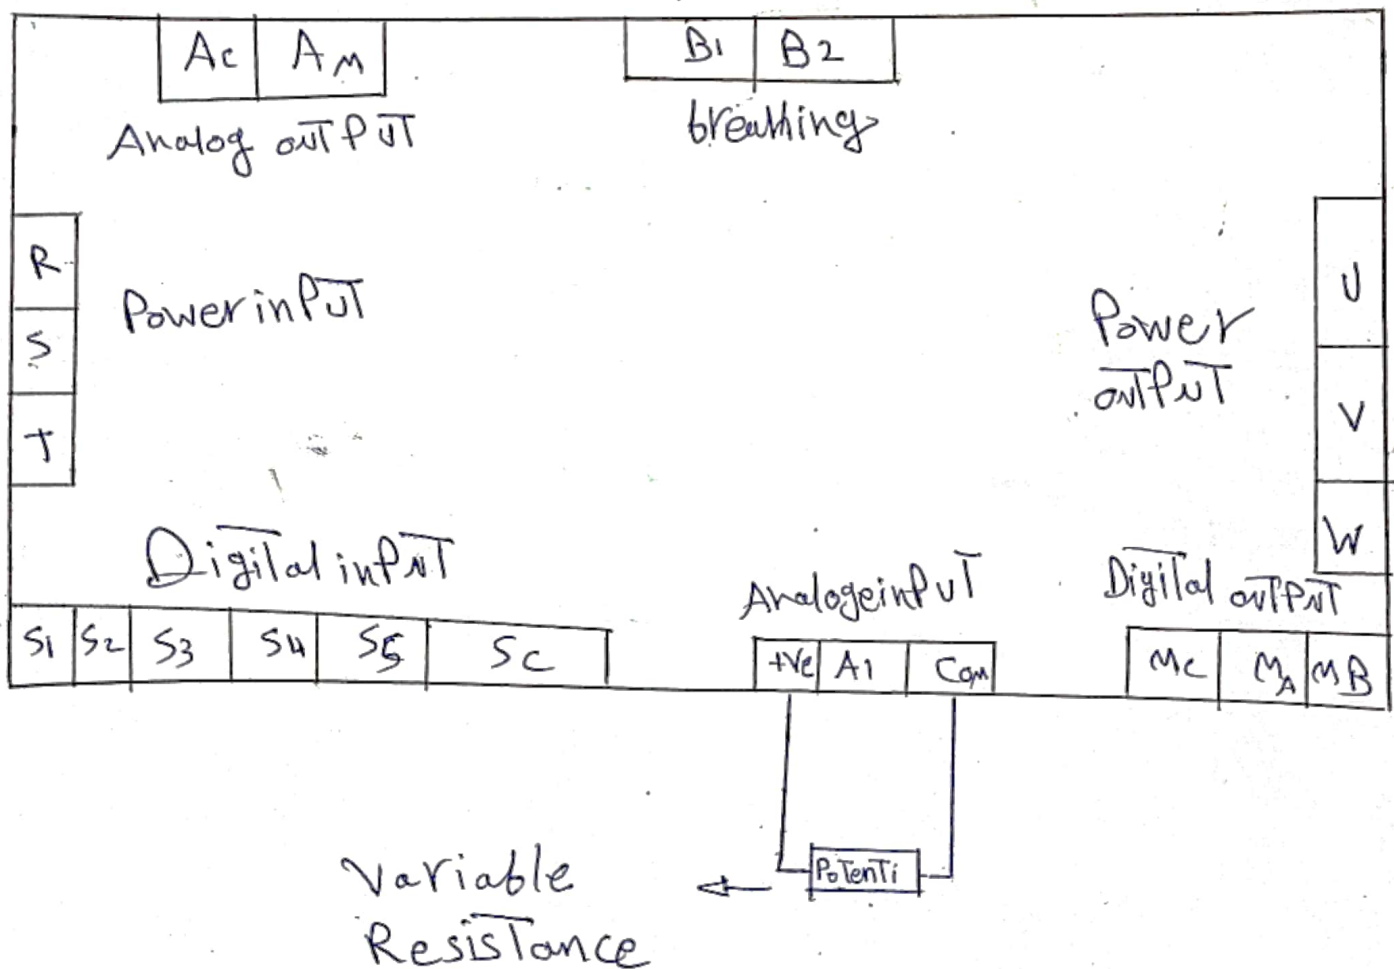 Ac Am
B1 B2
Analog outPut
breathing
R
S
T
Power inPut
Power
outPut
U
V
W
Digital inPut
Analoge inPut
Digital outPut
S1 S2 S3 S4 S5 Sc
+Ve A1 Com
Mc MA MB
Potenti
Variable
Resistance